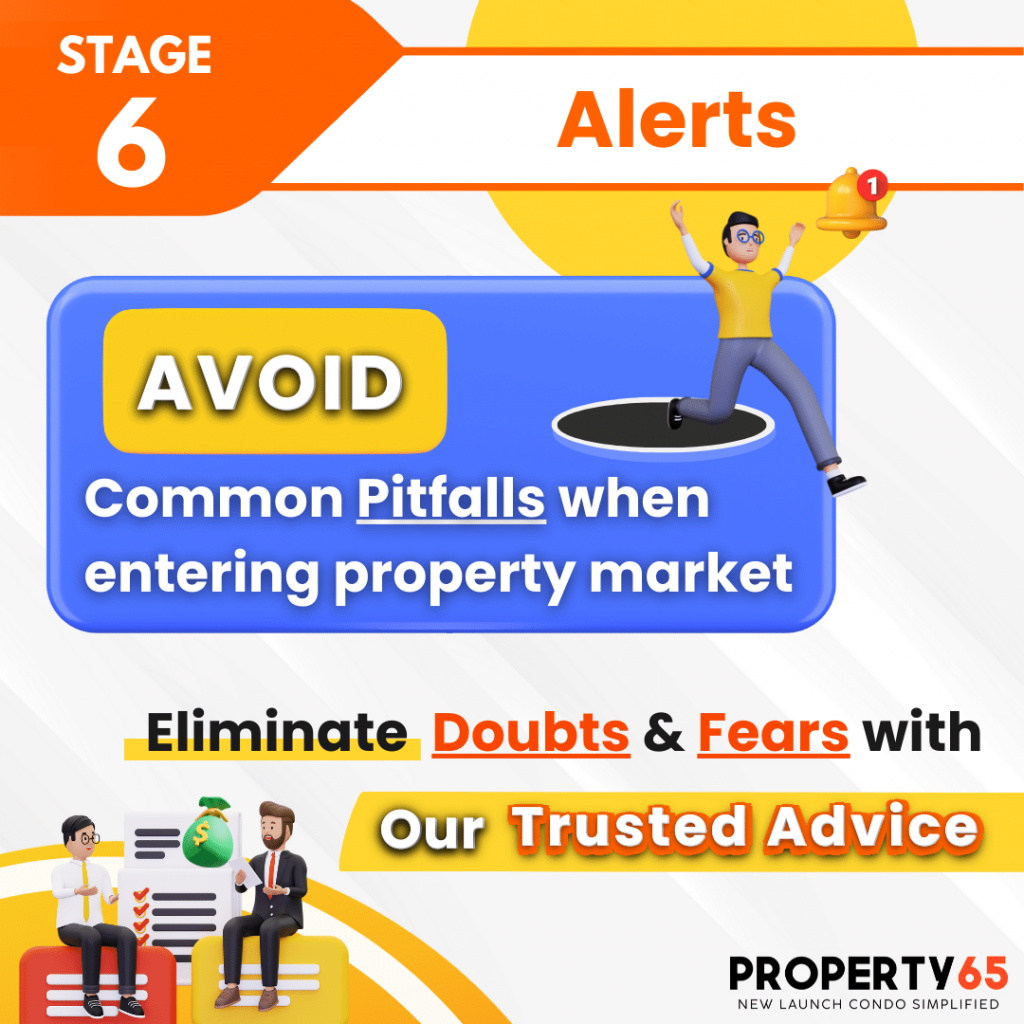 STAGE
6
Alerts
1
AVOID
Common Pitfalls when
entering property market
Eliminate Doubts & Fears with
Our Trusted Advice
$
PROPERTY65
NEW LAUNCH CONDO SIMPLIFIED